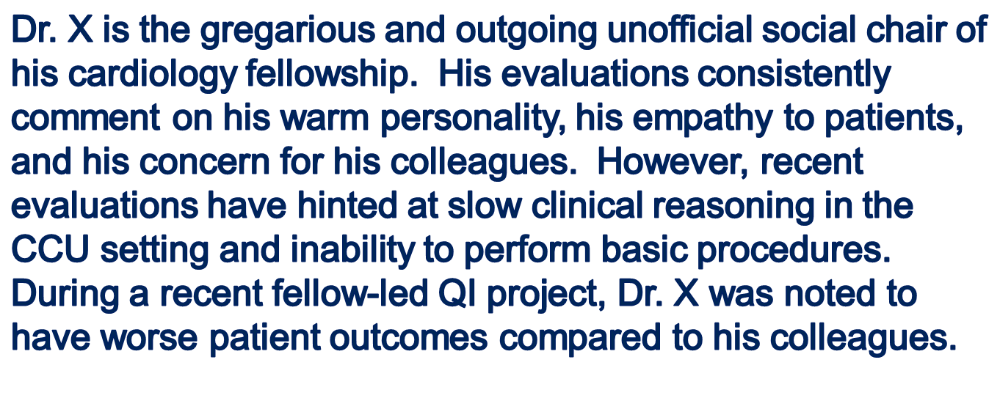 Dr. X is the gregarious and outgoing unofficial social chair of
his cardiology fellowship.  His evaluations consistently
comment on his warm personality, his empathy to patients,
and his concern for his colleagues.  However, recent
evaluations have hinted at slow clinical reasoning in the
CCU setting and inability to perform basic procedures.
During a recent fellow-led QI project, Dr. X was noted to
have worse patient outcomes compared to his colleagues.